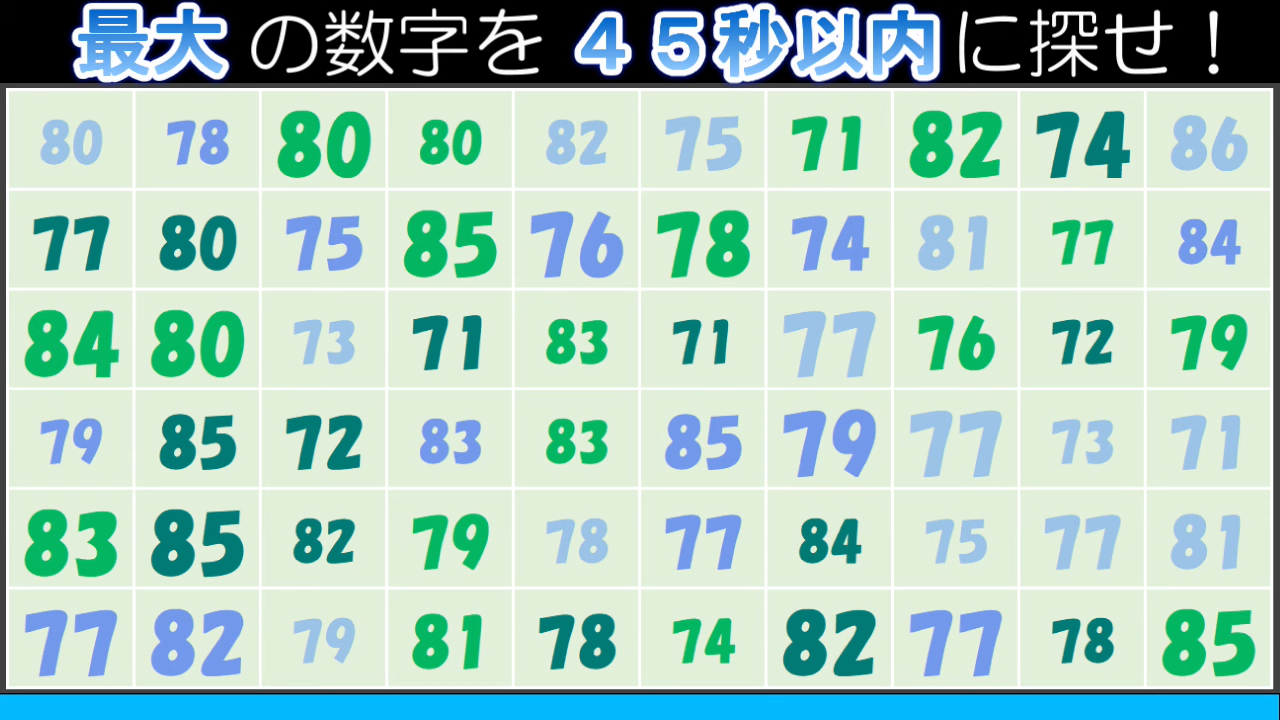 最大の数字を４５秒以内に探せ！
80 78 80 80 82 75 71 82 74 86
77 80 75 85 76 78 74 81 77 84
84 80 73 71 83 71 77 76 72 79
79 85 72 83 83 85 79 77 73 71
83 85 82 79 78 77 84 75 77 81
77 82 79 81 78 74 82 77 78 85